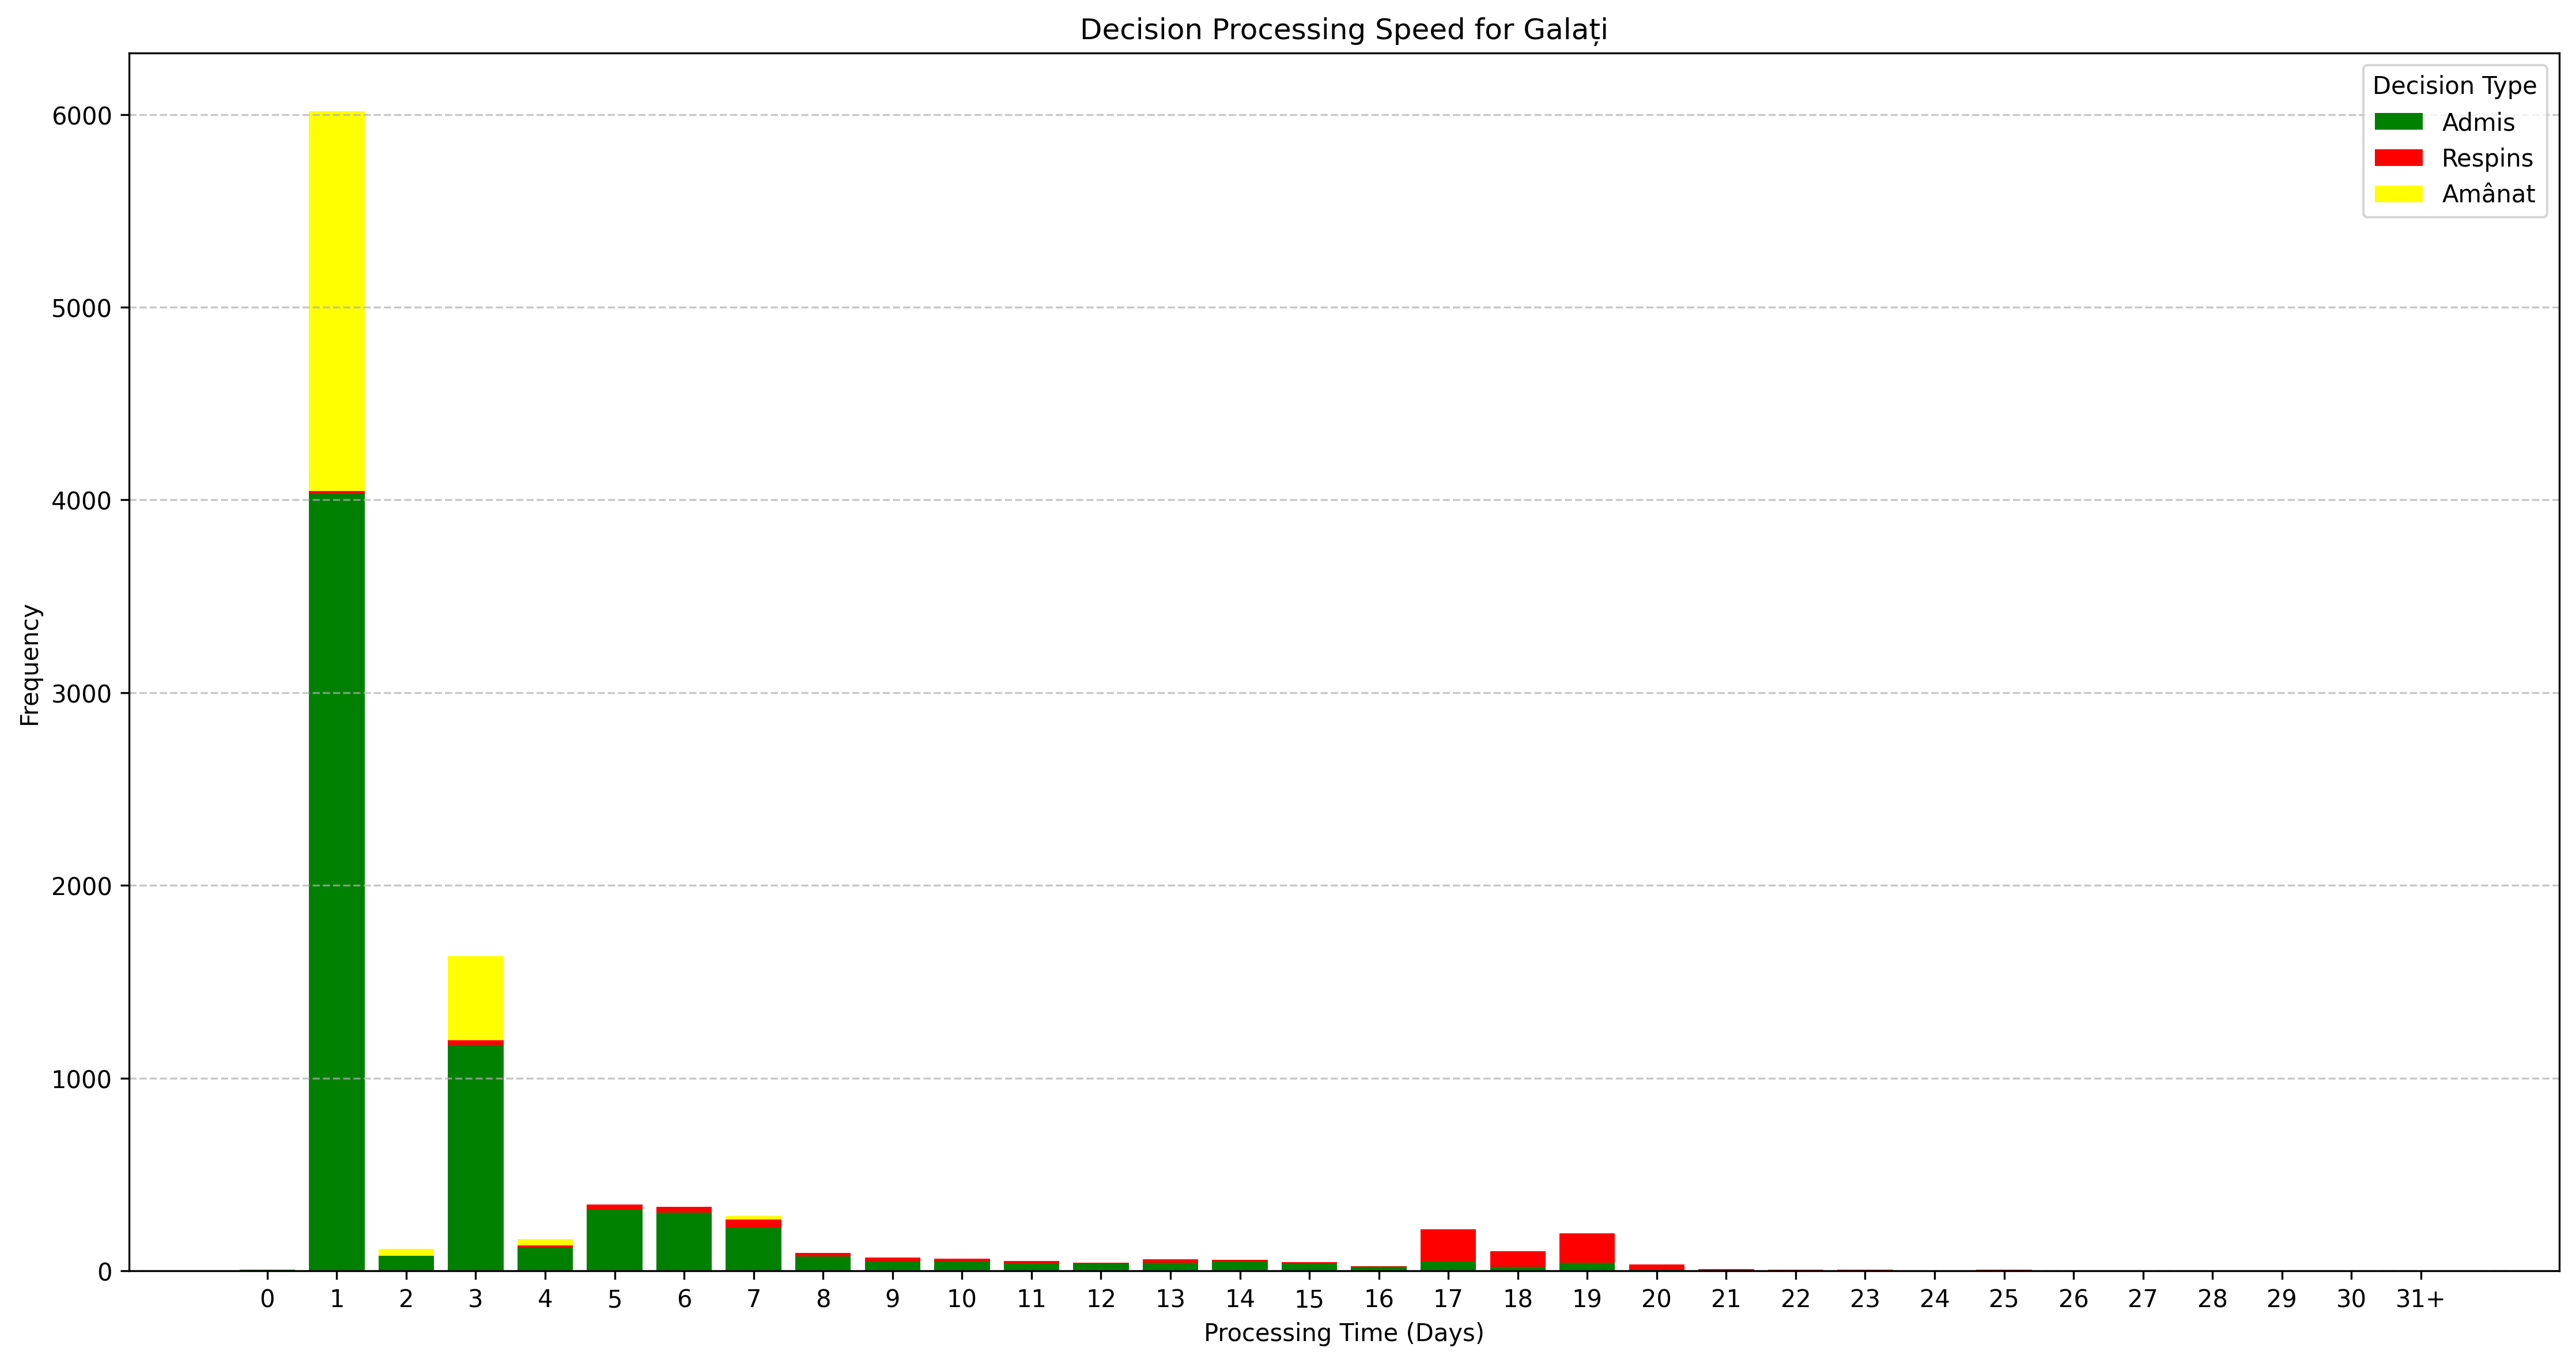 Decision Processing Speed for Galați
Decision Type
Admis
Respins
Amânat
Frequency
6000
5000
4000
3000
2000
1000
0
0 1 2 3 4 5 6 7 8 9 10 11 12 13 14 15 16 17 18 19 20 21 22 23 24 25 26 27 28 29 30 31+
Processing Time (Days)